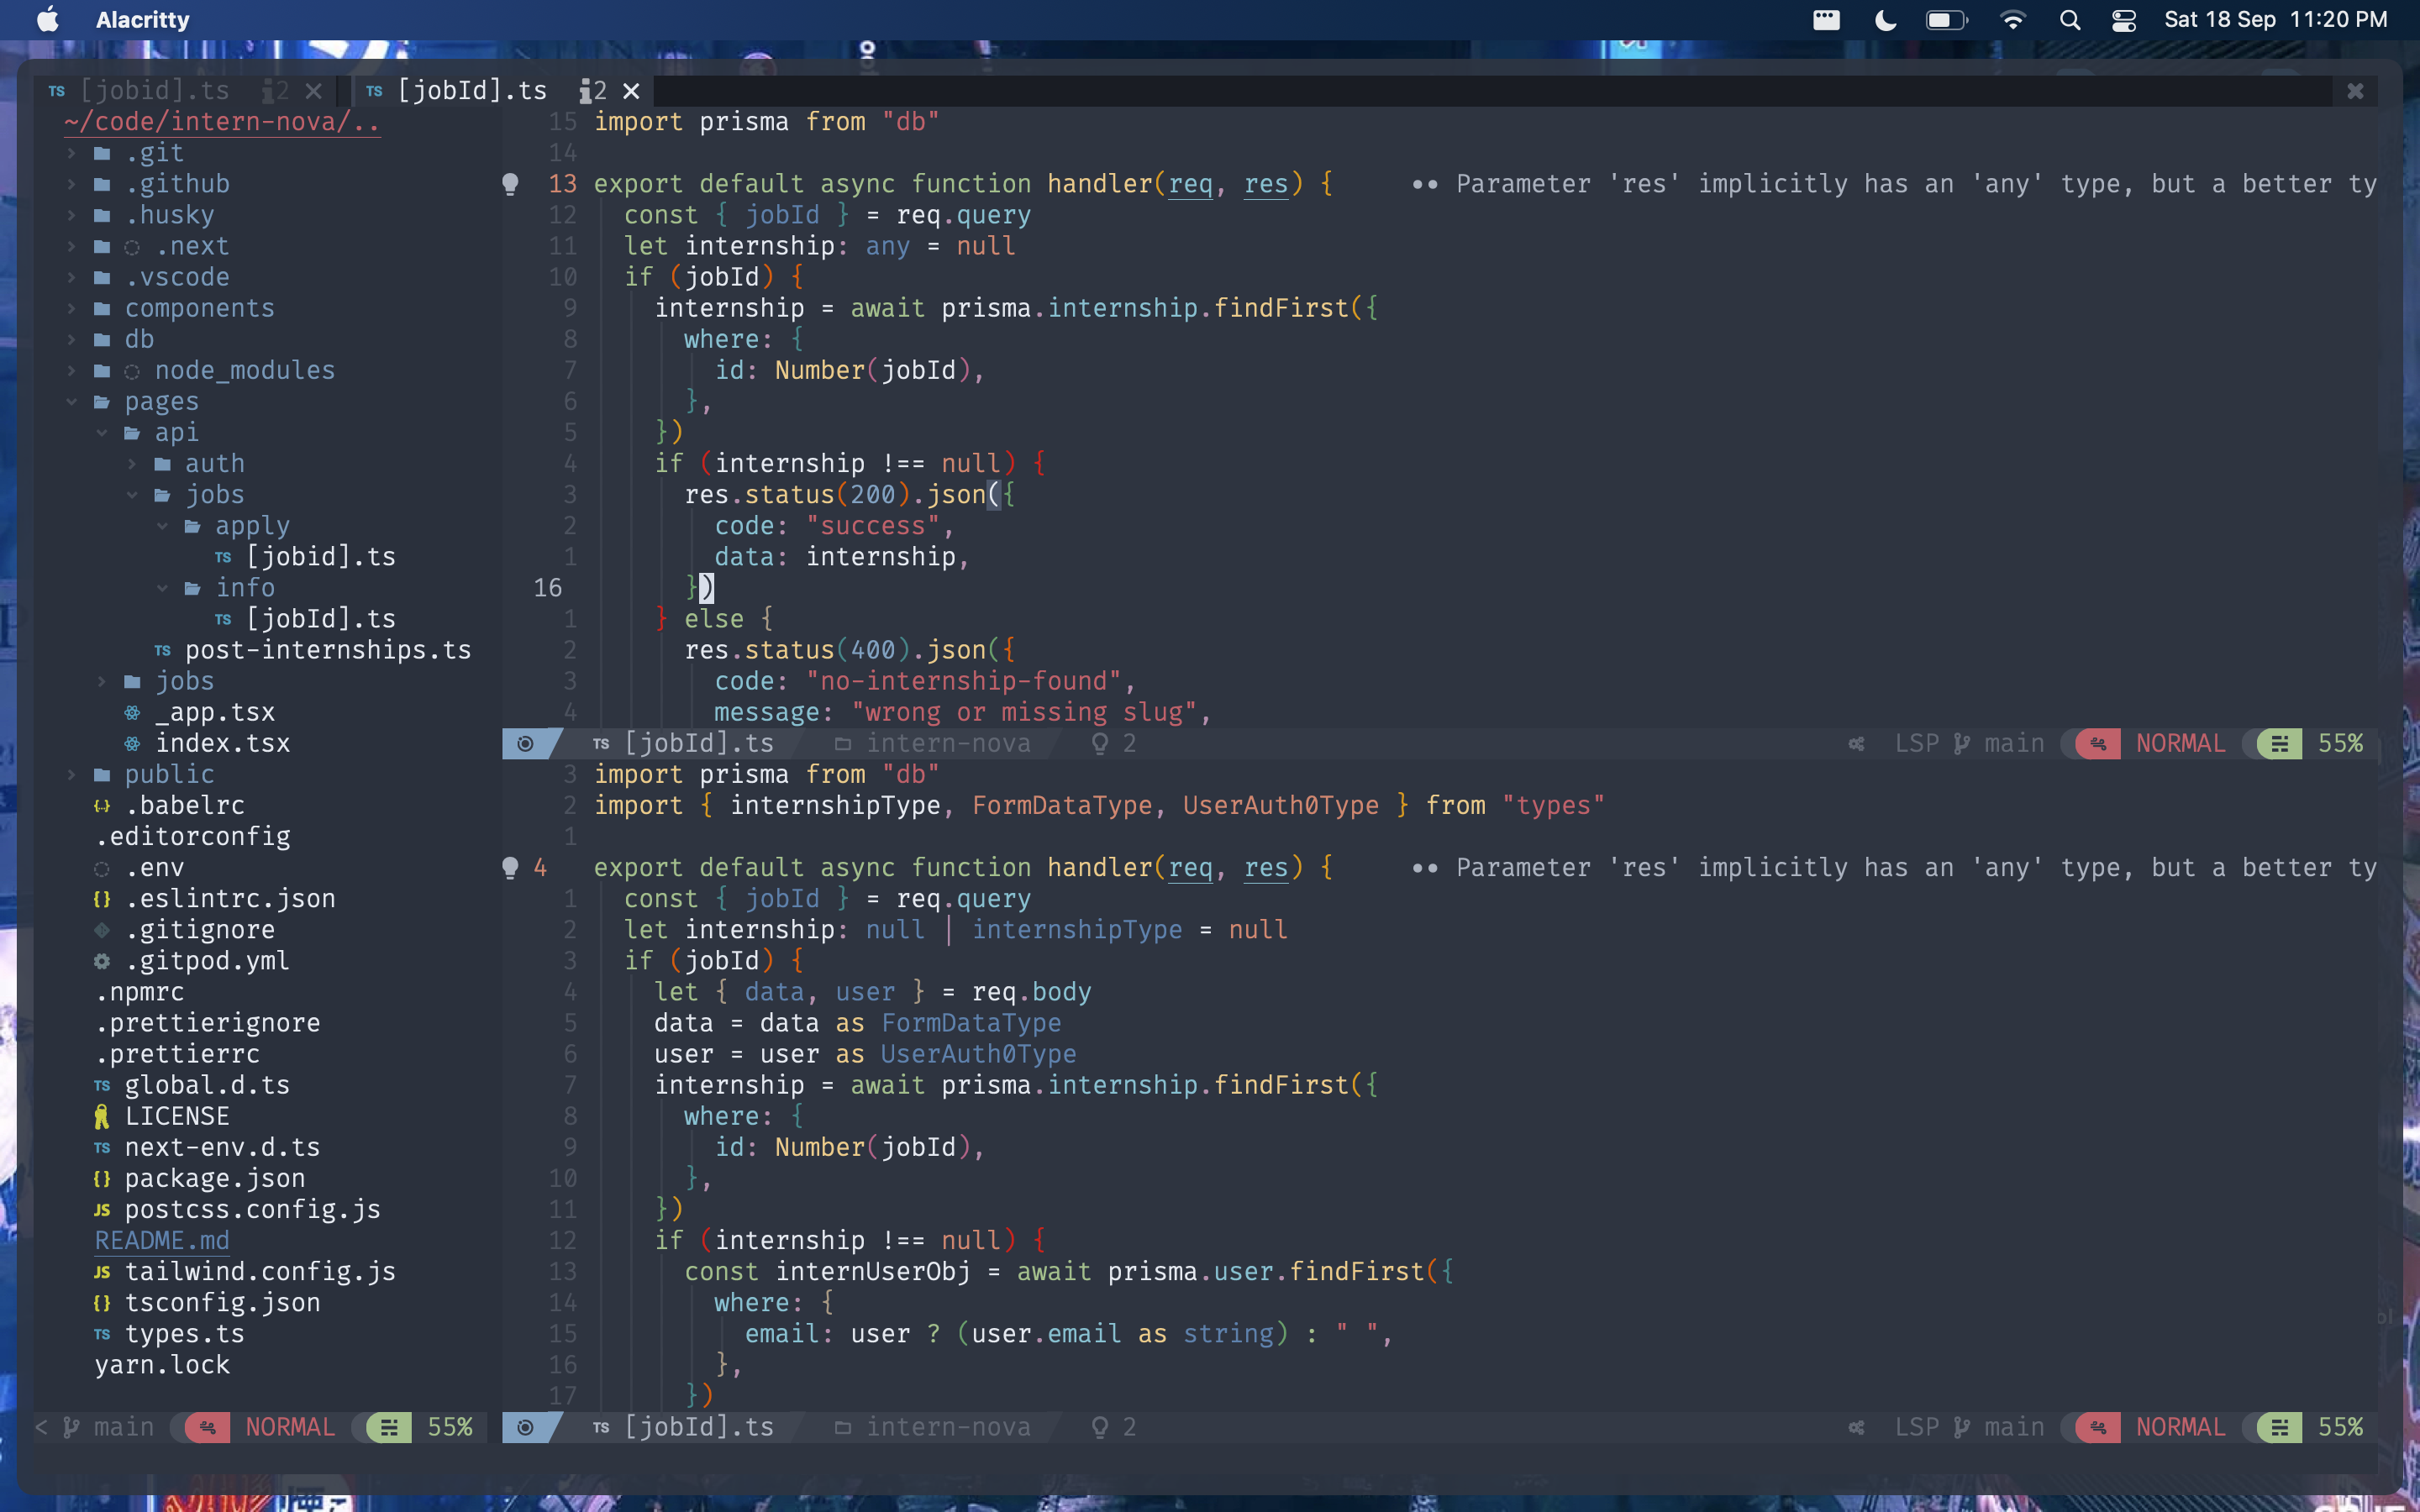 Alacritty
Sat 18 Sep 11:20 PM
TS [jobid].ts 2 ×
TS [jobId].ts 2 ×
~/code/intern-nova/..
.git
.github
.husky
.next
.vscode
components
db
node_modules
pages
api
auth
jobs
apply
TS [jobid].ts
info
TS [jobId].ts
TS post-internships.ts
jobs
_app.tsx
index.tsx
public
{..} .babelrc
.editorconfig
.env
{} .eslintrc.json
.gitignore
.gitpod.yml
.npmrc
.prettierignore
.prettierrc
TS global.d.ts
LICENSE
TS next-env.d.ts
{} package.json
JS postcss.config.js
README.md
JS tailwind.config.js
{} tsconfig.json
TS types.ts
yarn.lock
< main NORMAL 55%
15 import prisma from "db"
14
13 export default async function handler(req, res) { •• Parameter 'res' implicitly has an 'any' type, but a better ty
12 const { jobId } = req.query
11 let internship: any = null
10 if (jobId) {
9 internship = await prisma.internship.findFirst({
8 where: {
7 id: Number(jobId),
6 },
5 })
4 if (internship !== null) {
3 res.status(200).json({
2 code: "success",
1 data: internship,
16 })
1 } else {
2 res.status(400).json({
3 code: "no-internship-found",
4 message: "wrong or missing slug",
TS [jobId].ts intern-nova 2 LSP main NORMAL 55%
3 import prisma from "db"
2 import { internshipType, FormDataType, UserAuth0Type } from "types"
1
4 export default async function handler(req, res) { •• Parameter 'res' implicitly has an 'any' type, but a better ty
1 const { jobId } = req.query
2 let internship: null | internshipType = null
3 if (jobId) {
4 let { data, user } = req.body
5 data = data as FormDataType
6 user = user as UserAuth0Type
7 internship = await prisma.internship.findFirst({
8 where: {
9 id: Number(jobId),
10 },
11 })
12 if (internship !== null) {
13 const internUserObj = await prisma.user.findFirst({
14 where: {
15 email: user ? (user.email as string) : " ",
16 },
17 })
TS [jobId].ts intern-nova 2 LSP main NORMAL 55%